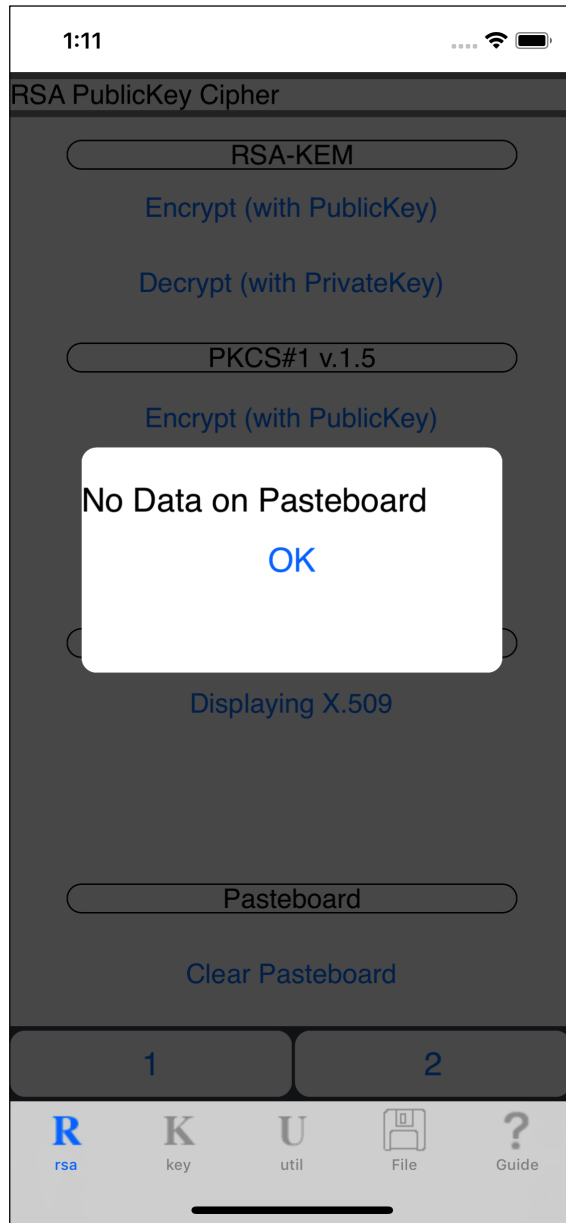 1:11
RSA PublicKey Cipher
RSA-KEM
Encrypt (with PublicKey)
Decrypt (with PrivateKey)
PKCS#1 v.1.5
Encrypt (with PublicKey)
No Data on Pasteboard
OK
Displaying X.509
Pasteboard
Clear Pasteboard
1 2
R K U ?
rsa key util File Guide